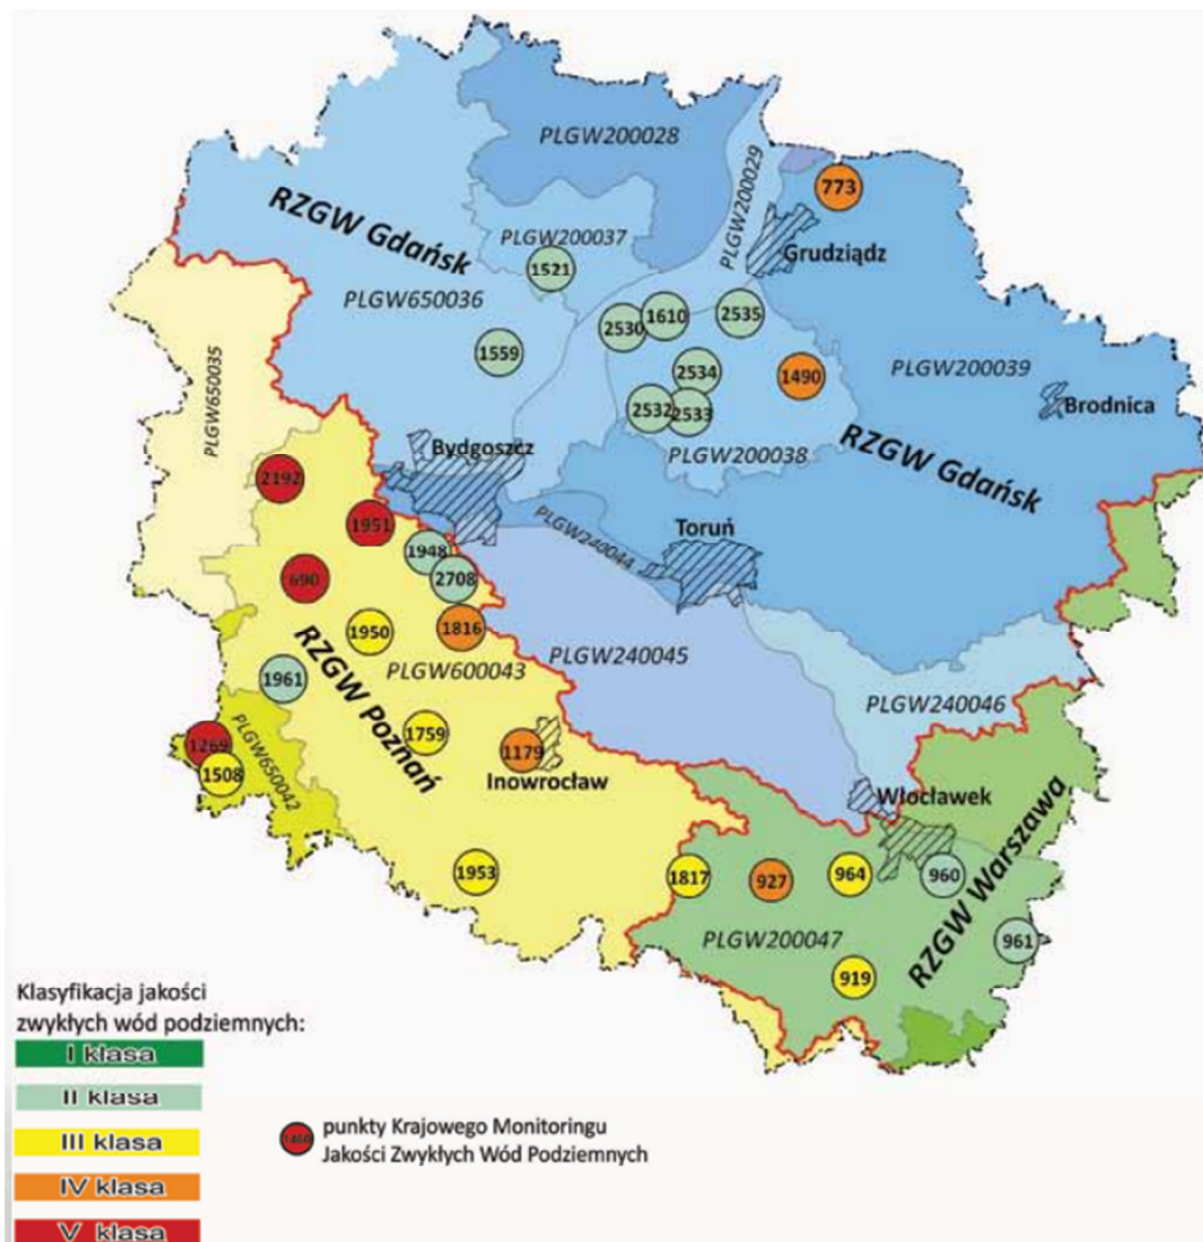 PLGW200028
PLGW200029
773
RZGW Gdańsk
PLGW200037
Grudziądz
1521
PLGW650036
2530
1610
2535
1559
PLGW650035
2534
1490
PLGW200039
2532
2533
Brodnica
Bydgoszcz
PLGW200038
RZGW Gdańsk
2192
1951
PLGW240044
Toruń
1948
690
2708
1950
1816
RZGW Poznań
PLGW600043
PLGW240045
1961
PLGW240046
1269
1508
PLGW650042
1759
1179
Inowrocław
Włocławek
1953
1817
927
964
960
RZGW Warszawa
PLGW200047
961
919
Klasyfikacja jakości
zwykłych wód podziemnych:
I klasa
II klasa
III klasa
IV klasa
V klasa
1460
punkty Krajowego Monitoringu
Jakości Zwykłych Wód Podziemnych